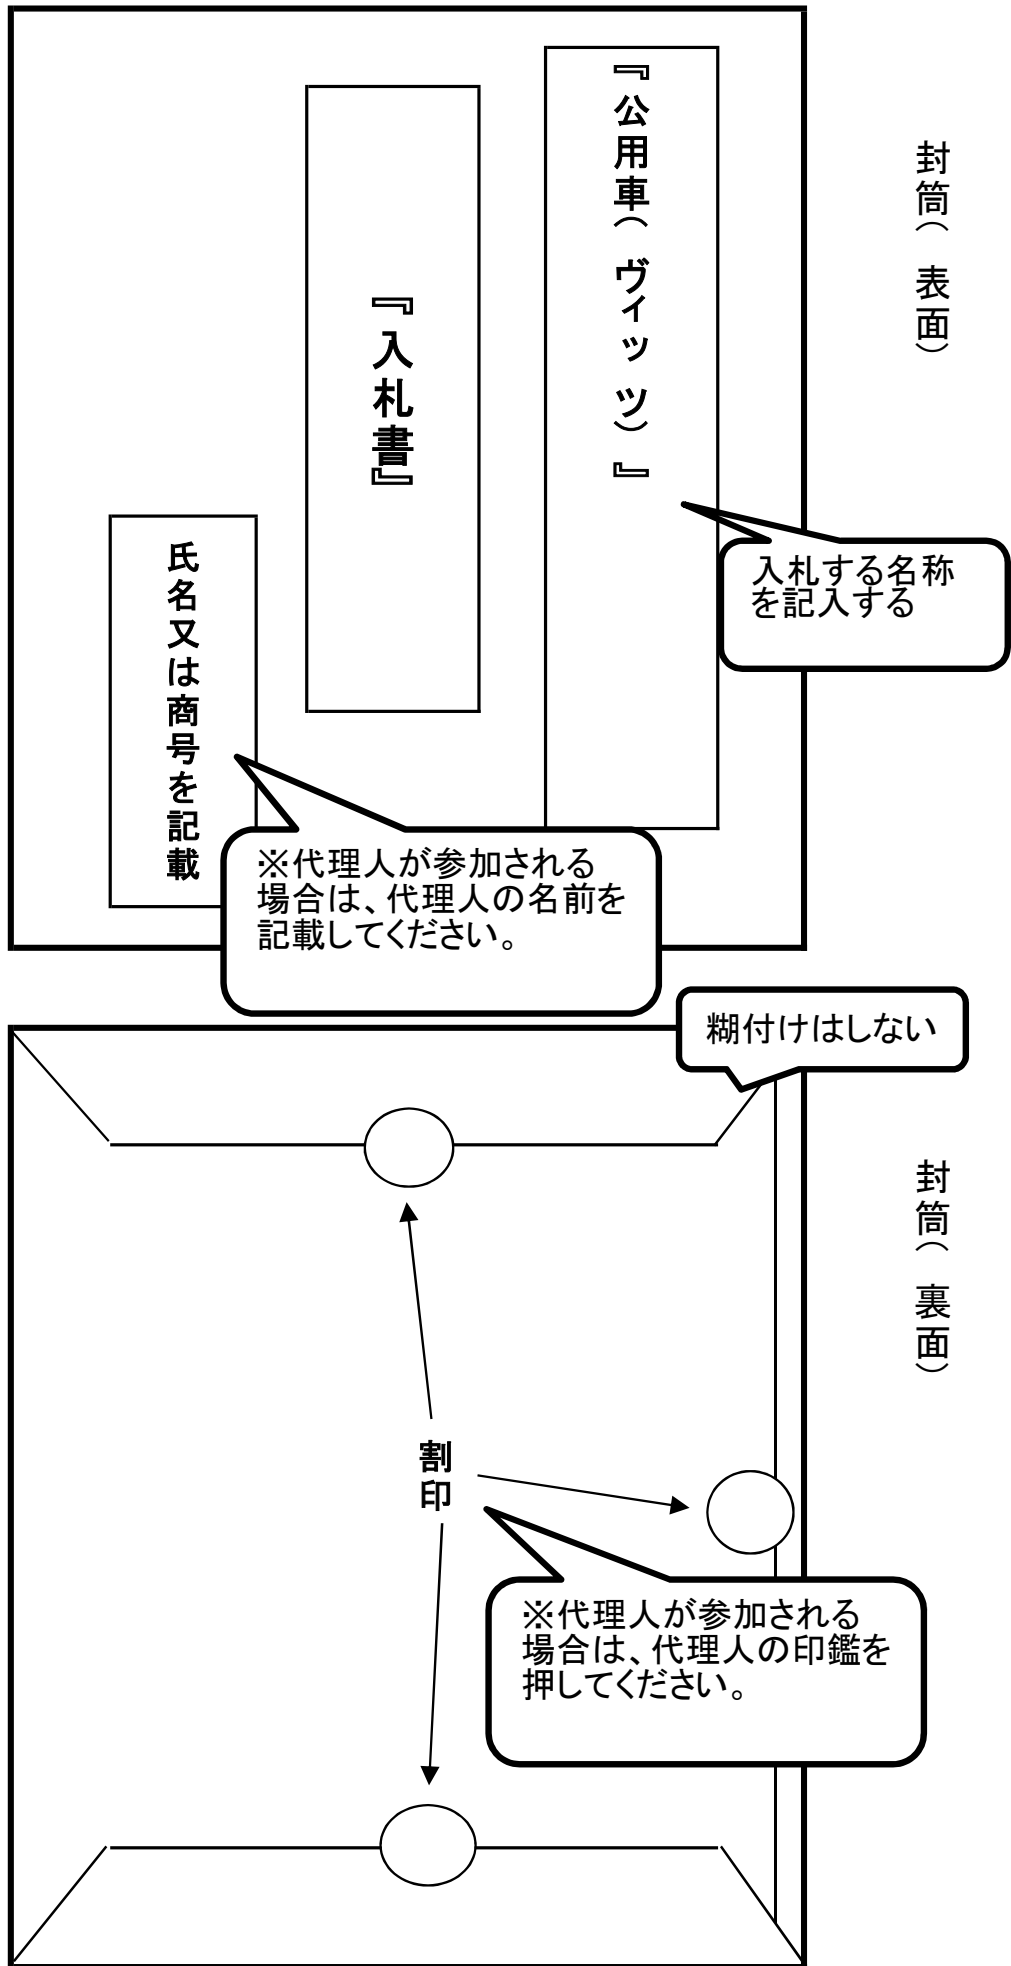 封筒(表面)
『公用車(ヴィッツ)』
『入札書』
氏名又は商号を記載
入札する名称
を記入する
※代理人が参加される
場合は、代理人の名前を
記載してください。
糊付けはしない
封筒(裏面)
割印
※代理人が参加される
場合は、代理人の印鑑を
押してください。